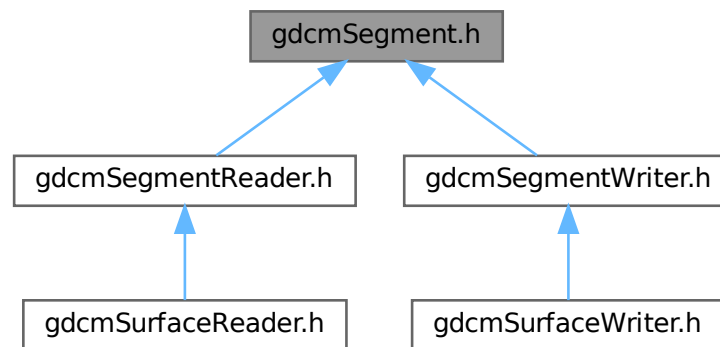 gdcmSegment.h
gdcmSegmentReader.h
gdcmSegmentWriter.h
gdcmSurfaceReader.h
gdcmSurfaceWriter.h